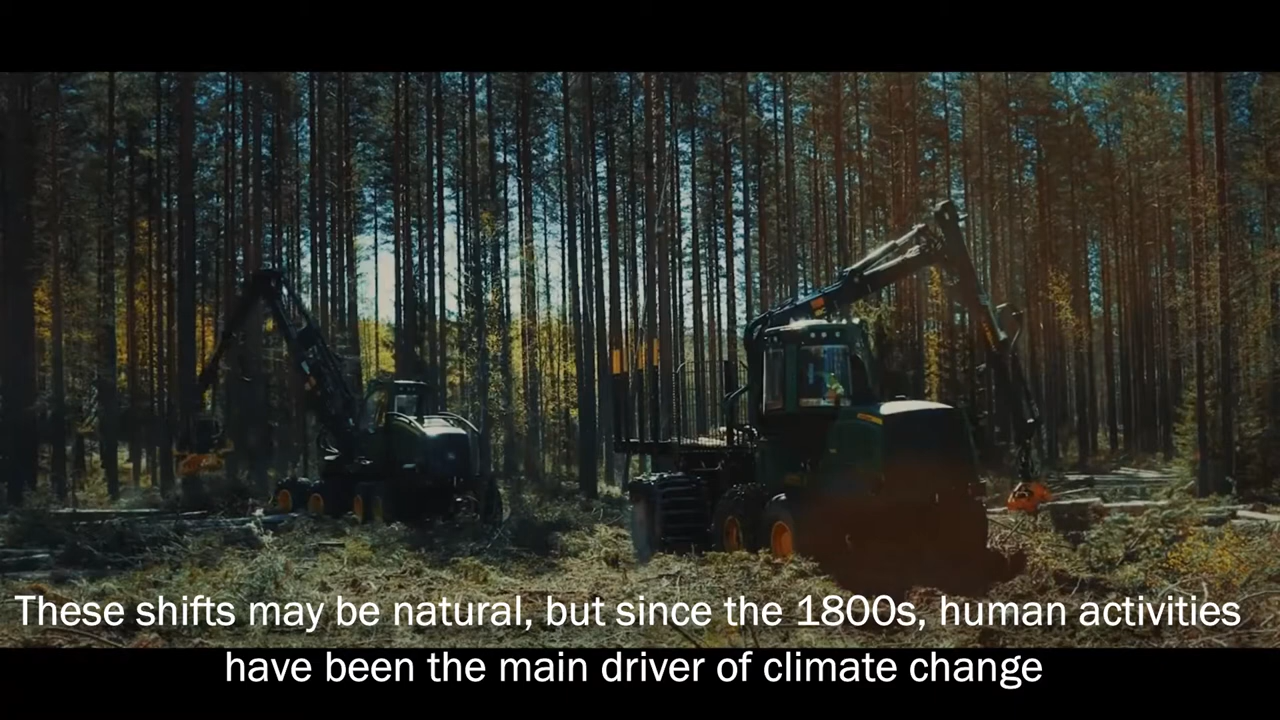 These shifts may be natural, but since the 1800s, human activities
have been the main driver of climate change